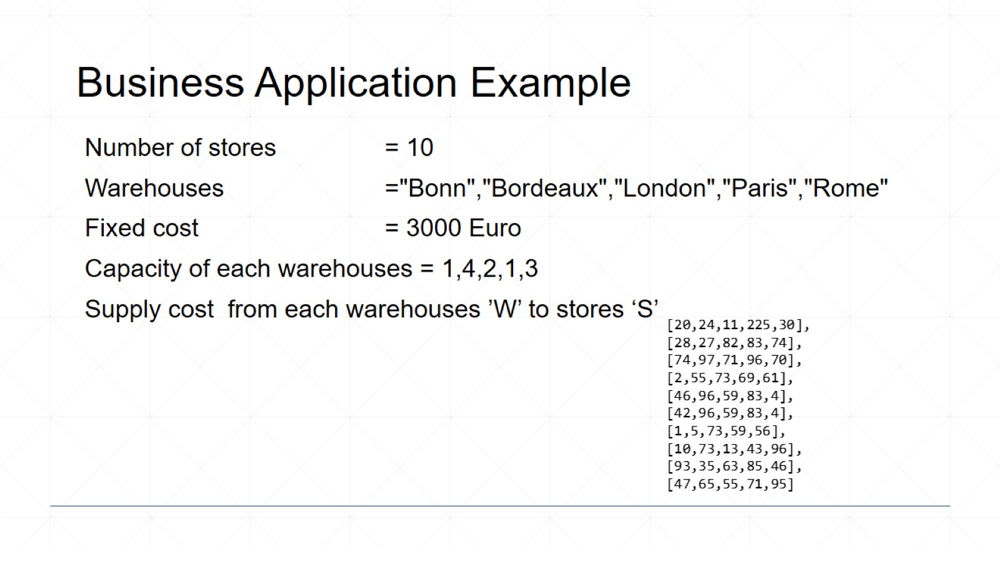 Business Application Example
Number of stores = 10
Warehouses ="Bonn","Bordeaux","London","Paris","Rome"
Fixed cost = 3000 Euro
Capacity of each warehouses = 1,4,2,1,3
Supply cost  from each warehouses ’W’ to stores ‘S’
[20,24,11,225,30],
[28,27,82,83,74],
[74,97,71,96,70],
[2,55,73,69,61],
[46,96,59,83,4],
[42,96,59,83,4],
[1,5,73,59,56],
[10,73,13,43,96],
[93,35,63,85,46],
[47,65,55,71,95]